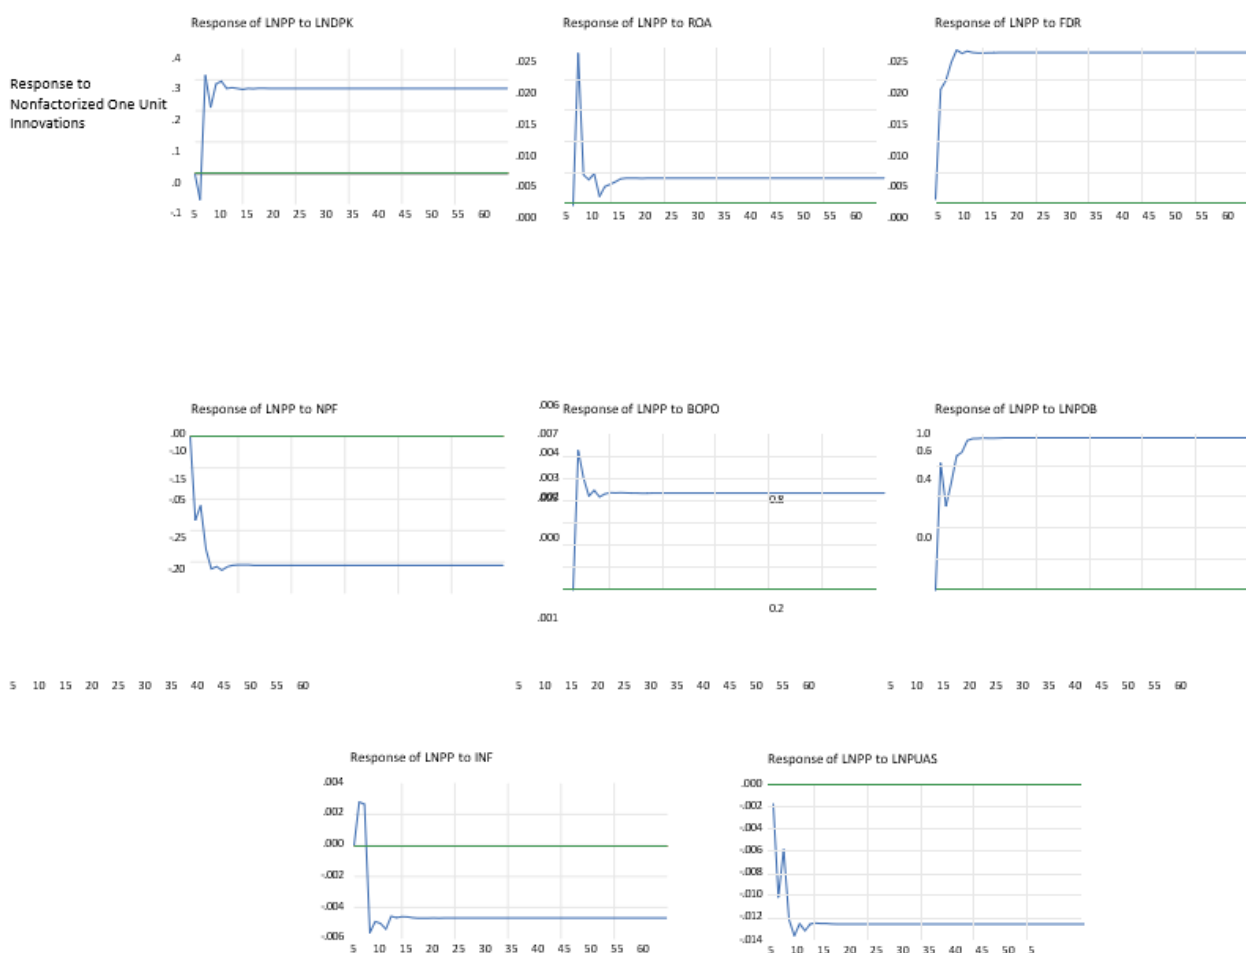 Response of LNPP to LNDPK
Response of LNPP to ROA
Response of LNPP to FDR
Response to
Nonfactorized One Unit
Innovations
.4
.3
.2
.1
.0
-.1
5 10 15 20 25 30 35 40 45 50 55 60
.025
.020
.015
.010
.005
.000
5 10 15 20 25 30 35 40 45 50 55 60
.025
.020
.015
.010
.005
.000
5 10 15 20 25 30 35 40 45 50 55 60
Response of LNPP to NPF
.00
-.10
-.15
-.05
-.25
-.20
.006
Response of LNPP to BOPO
.007
.004
.003
.000
.001
0.8
0.2
Response of LNPP to LNPDB
1.0
0.6
0.4
0.0
5 10 15 20 25 30 35 40 45 50 55 60
5 10 15 20 25 30 35 40 45 50 55 60
5 10 15 20 25 30 35 40 45 50 55 60
Response of LNPP to INF
.004
.002
.000
-.002
-.004
-.006
5 10 15 20 25 30 35 40 45 50 55 60
Response of LNPP to LNPUAS
.000
-.002
-.004
-.006
-.008
-.010
-.012
-.014
5 10 15 20 25 30 35 40 45 50 5